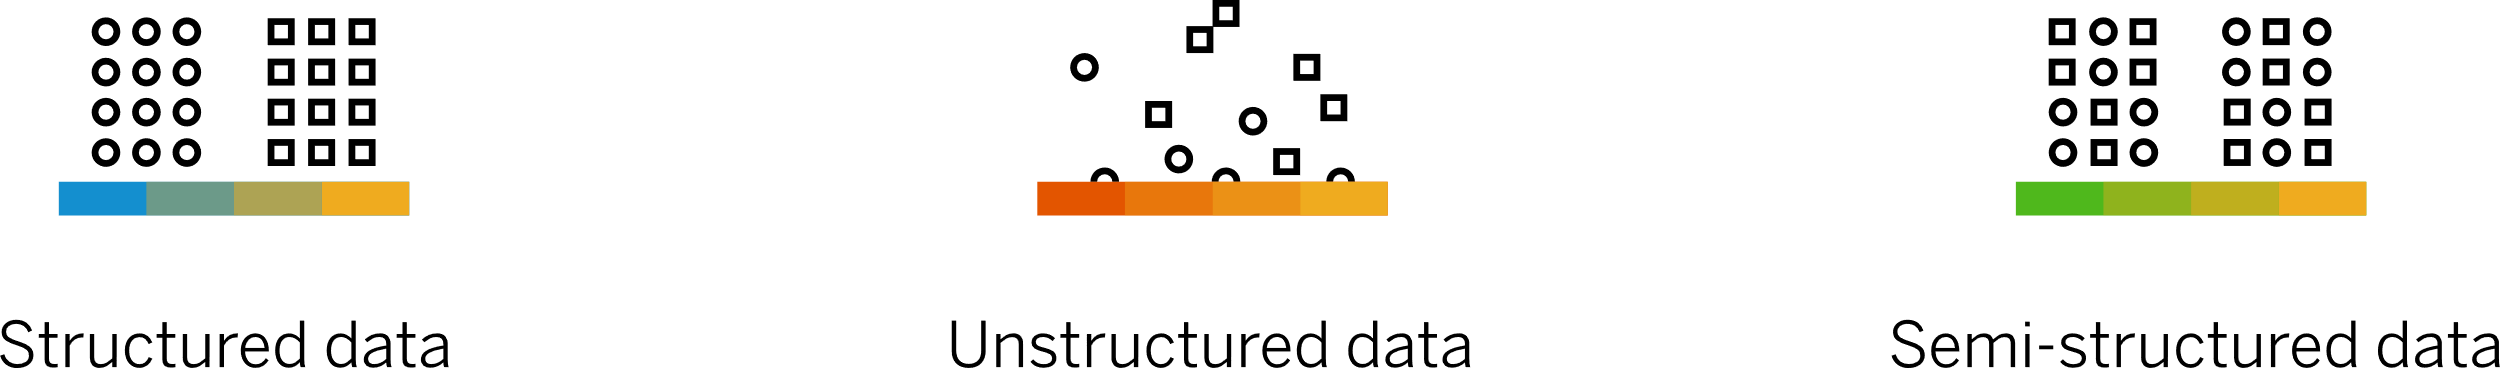 Structured data
Unstructured data
Semi-structured data